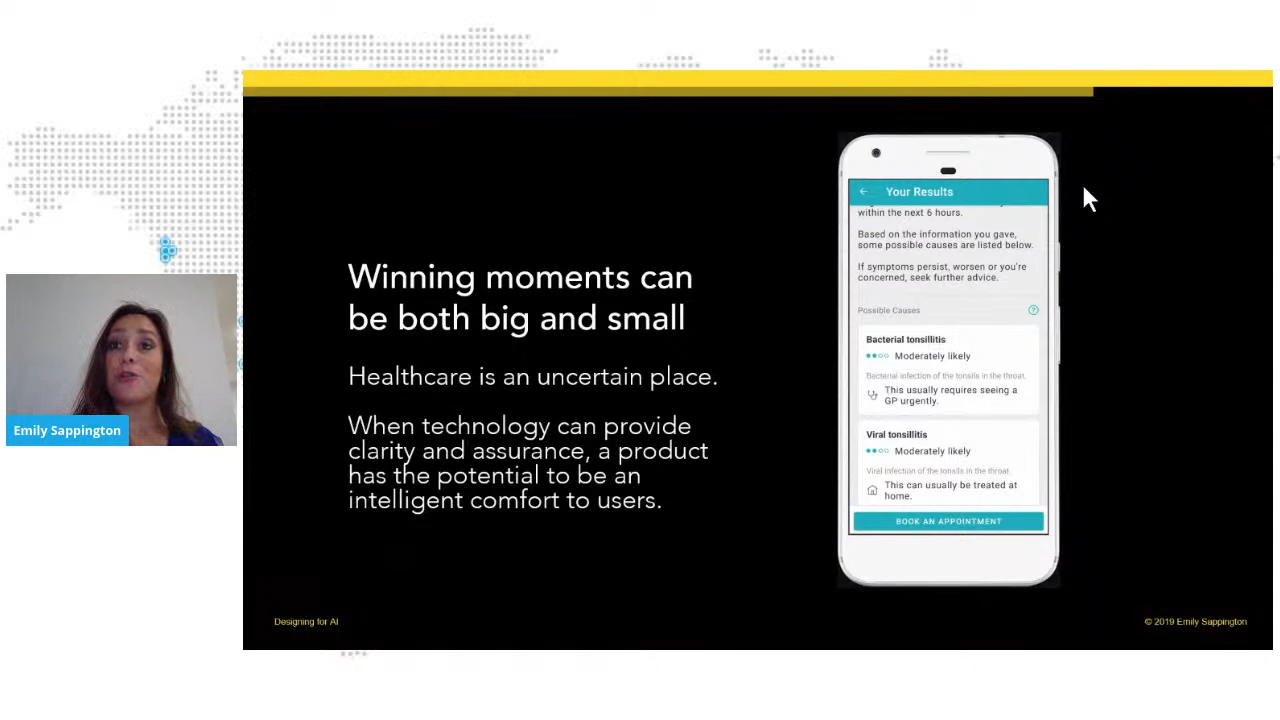 Winning moments can
be both big and small
Healthcare is an uncertain place.
When technology can provide
clarity and assurance, a product
has the potential to be an
intelligent comfort to users.
Your Results
within the next 6 hours.
Based on the information you gave,
some possible causes are listed below.
If symptoms persist, worsen or you're
concerned, seek further advice.
Possible Causes
?
Bacterial tonsillitis
Moderately likely
Bacterial infection of the tonsils in the throat.
This usually requires seeing a
GP urgently.
Viral tonsillitis
Moderately likely
Viral infection of the tonsils in the throat.
This can usually be treated at
home.
BOOK AN APPOINTMENT
Emily Sappington
Designing for AI
© 2019 Emily Sappington